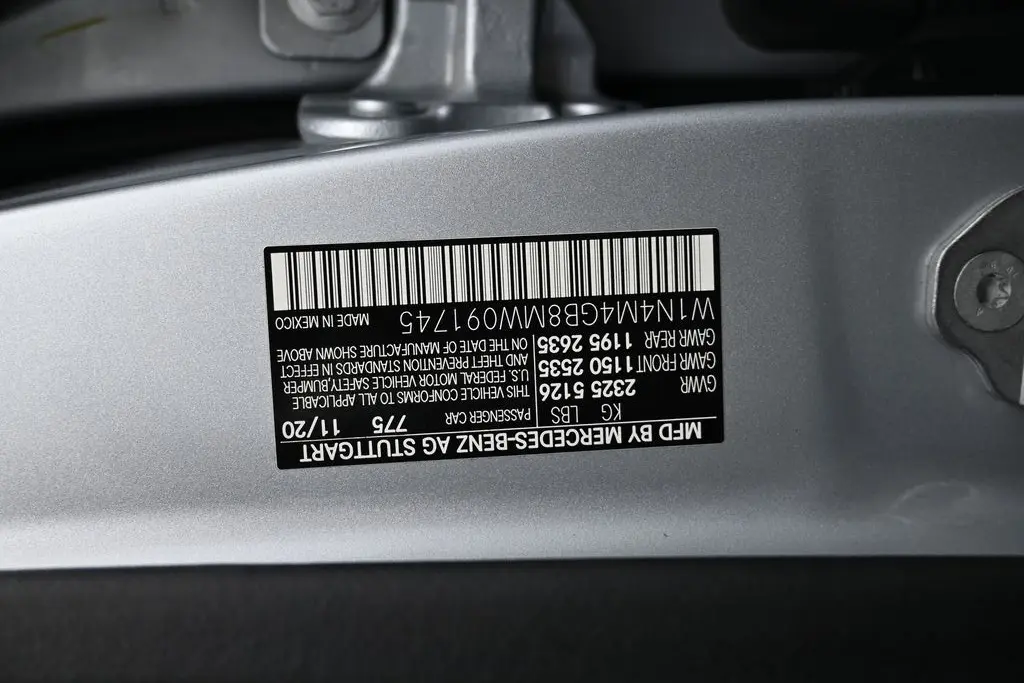 MFD BY MERCEDES-BENZ AG STUTTGART
KG LBS PASSENGER CAR 775 11/20
GVWR 2325 5126
GAWR FRONT 1150 2535
GAWR REAR 1195 2635
THIS VEHICLE CONFORMS TO ALL APPLICABLE
U.S. FEDERAL MOTOR VEHICLE SAFETY,BUMPER
AND THEFT PREVENTION STANDARDS IN EFFECT
ON THE DATE OF MANUFACTURE SHOWN ABOVE
W1N4M4GB8MW091745 MADE IN MEXICO